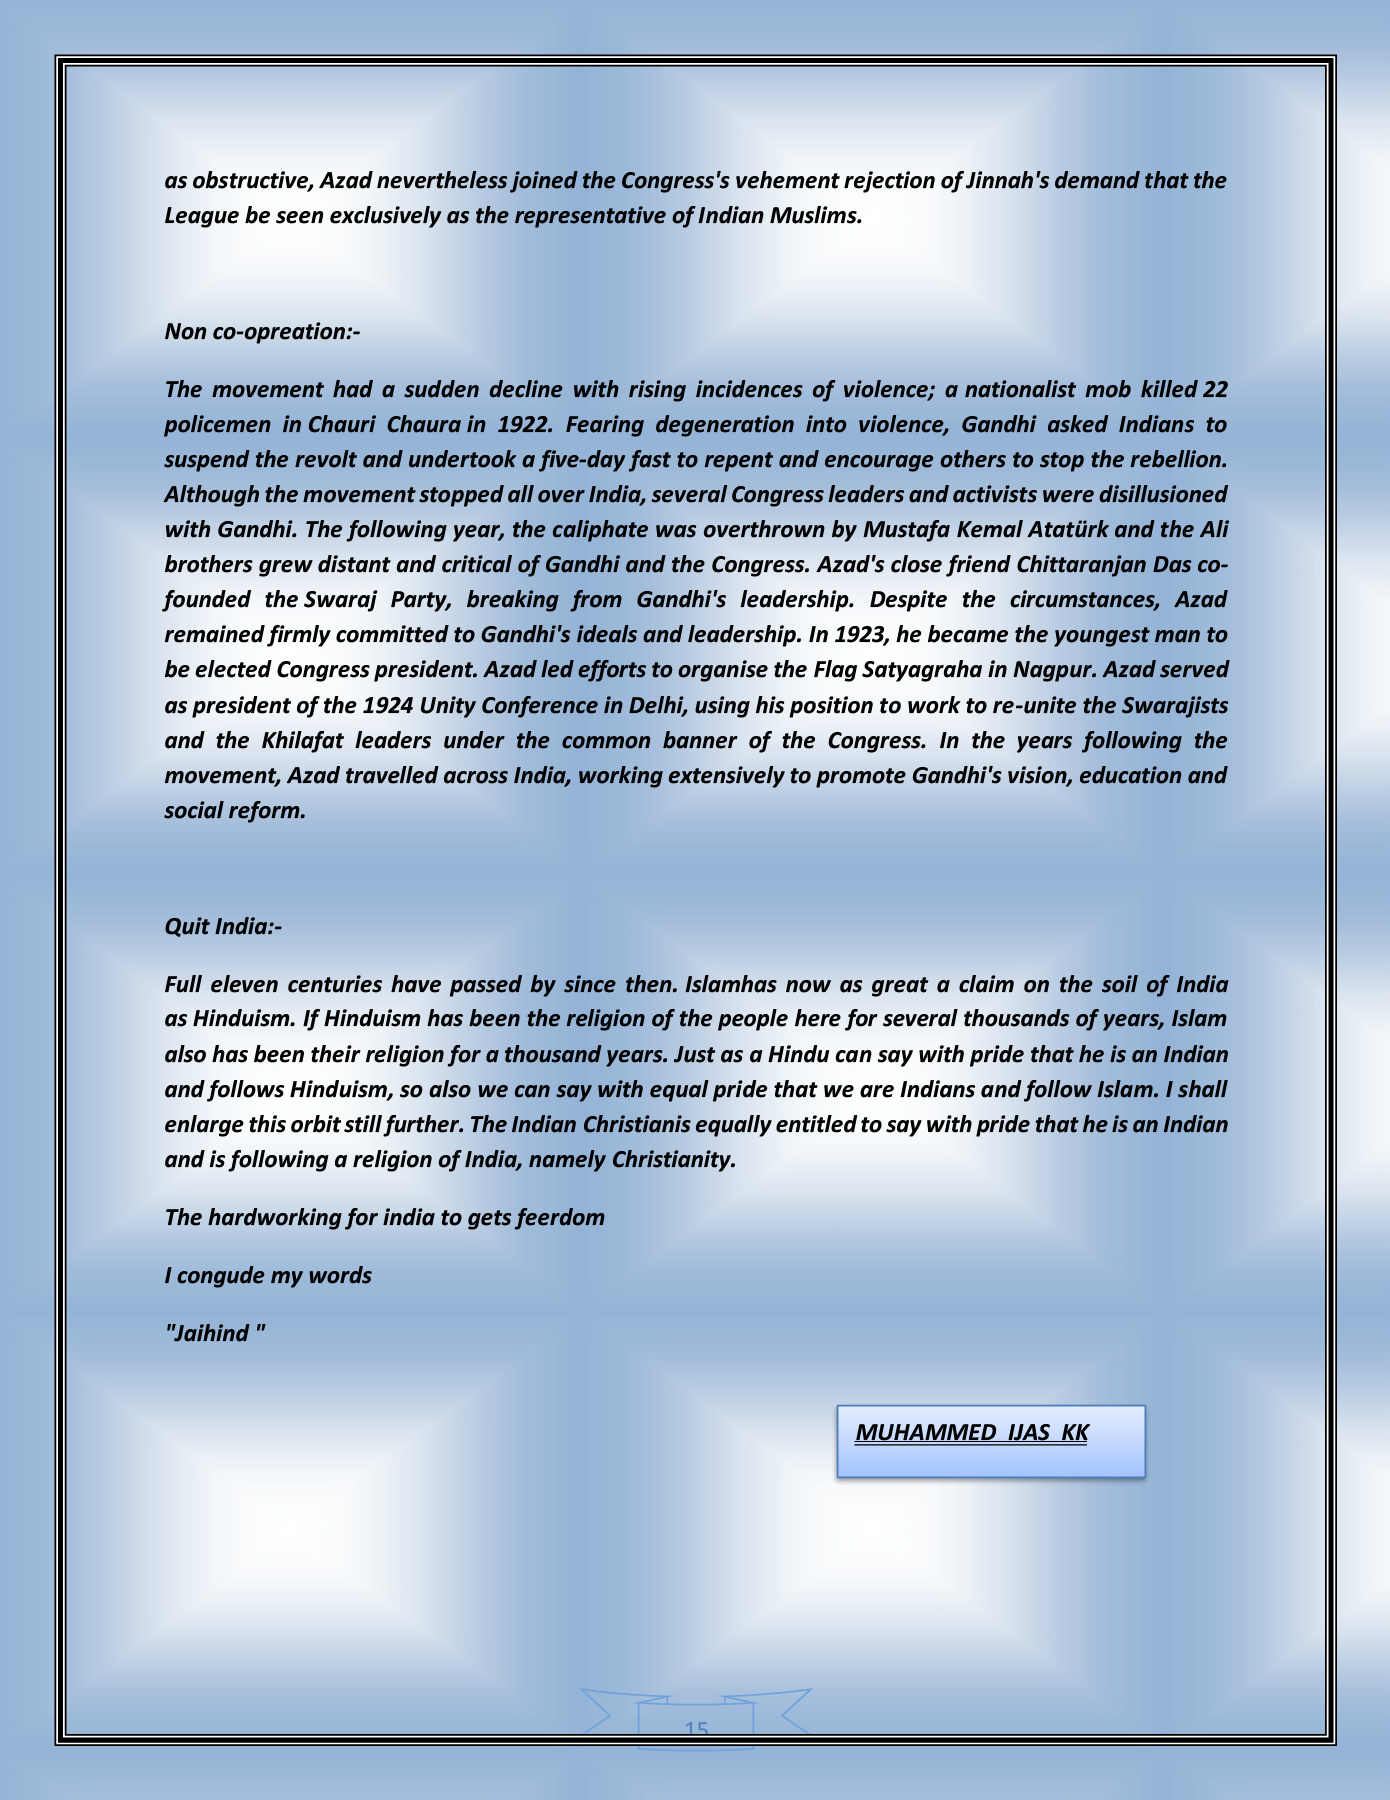 as obstructive, Azad nevertheless joined the Congress's vehement rejection of Jinnah's demand that the
League be seen exclusively as the representative of Indian Muslims.
Non co-opreation:-
The movement had a sudden decline with rising incidences of violence; a nationalist mob killed 22
policemen in Chauri Chaura in 1922. Fearing degeneration into violence, Gandhi asked Indians to
suspend the revolt and undertook a five-day fast to repent and encourage others to stop the rebellion.
Although the movement stopped all over India, several Congress leaders and activists were disillusioned
with Gandhi. The following year, the caliphate was overthrown by Mustafa Kemal Atatürk and the Ali
brothers grew distant and critical of Gandhi and the Congress. Azad's close friend Chittaranjan Das co-
founded the Swaraj Party, breaking from Gandhi's leadership. Despite the circumstances, Azad
remained firmly committed to Gandhi's ideals and leadership. In 1923, he became the youngest man to
be elected Congress president. Azad led efforts to organise the Flag Satyagraha in Nagpur. Azad served
as president of the 1924 Unity Conference in Delhi, using his position to work to re-unite the Swarajists
and the Khilafat leaders under the common banner of the Congress. In the years following the
movement, Azad travelled across India, working extensively to promote Gandhi's vision, education and
social reform.
Quit India:-
Full eleven centuries have passed by since then. Islamhas now as great a claim on the soil of India
as Hinduism. If Hinduism has been the religion of the people here for several thousands of years, Islam
also has been their religion for a thousand years. Just as a Hindu can say with pride that he is an Indian
and follows Hinduism, so also we can say with equal pride that we are Indians and follow Islam. I shall
enlarge this orbit still further. The Indian Christianis equally entitled to say with pride that he is an Indian
and is following a religion of India, namely Christianity.
The hardworking for india to gets feerdom
I congude my words
"Jaihind "
MUHAMMED IJAS KK
15